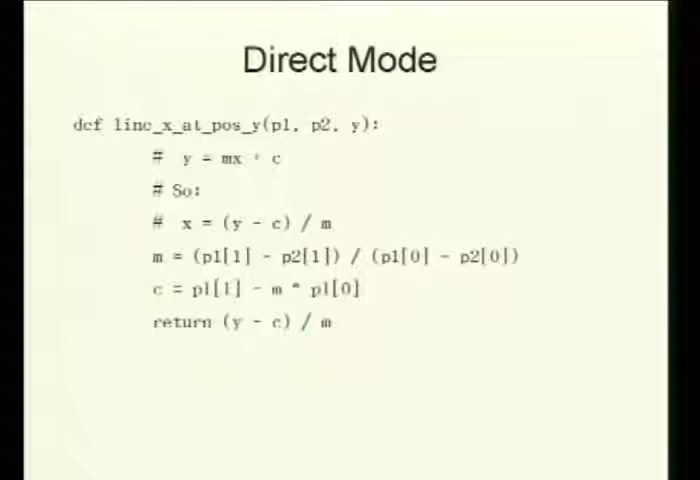 Direct Mode
def line_x_at_pos_y(p1, p2, y):
# y = mx + c
# So:
# x = (y - c) / m
m = (p1[1] - p2[1]) / (p1[0] - p2[0])
c = p1[1] - m * p1[0]
return (y - c) / m